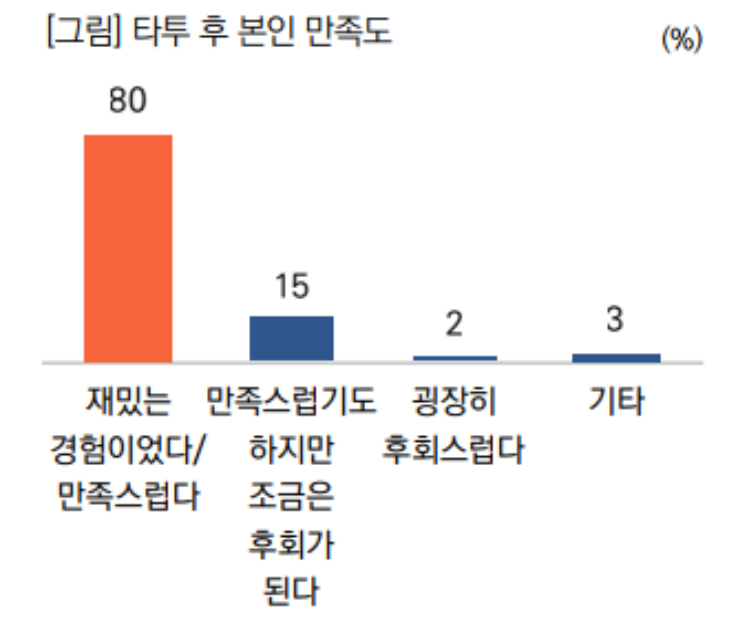 [그림] 타투 후 본인 만족도
(%)
80
15
2
3
재밌는
경험이었다/
만족스럽다
만족스럽기도
하지만
조금은
후회가
된다
굉장히
후회스럽다
기타